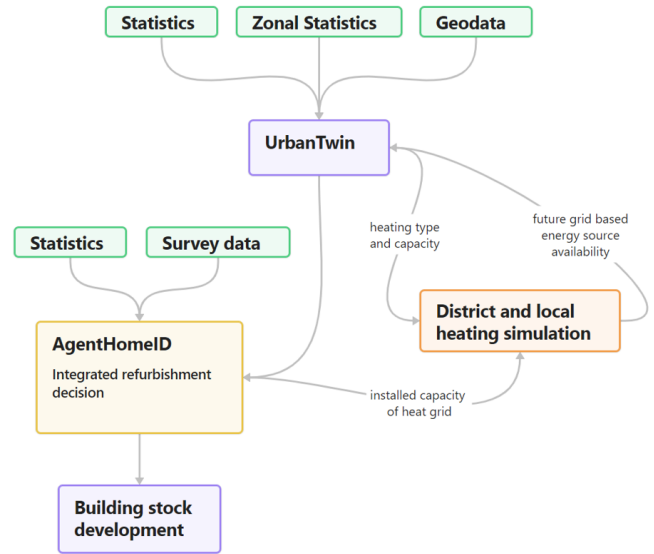 Statistics
Zonal Statistics
Geodata
UrbanTwin
heating type
and capacity
future grid based
energy source
availability
Statistics
Survey data
District and local
heating simulation
AgentHomeID
Integrated refurbishment
decision
installed capacity
of heat grid
Building stock
development